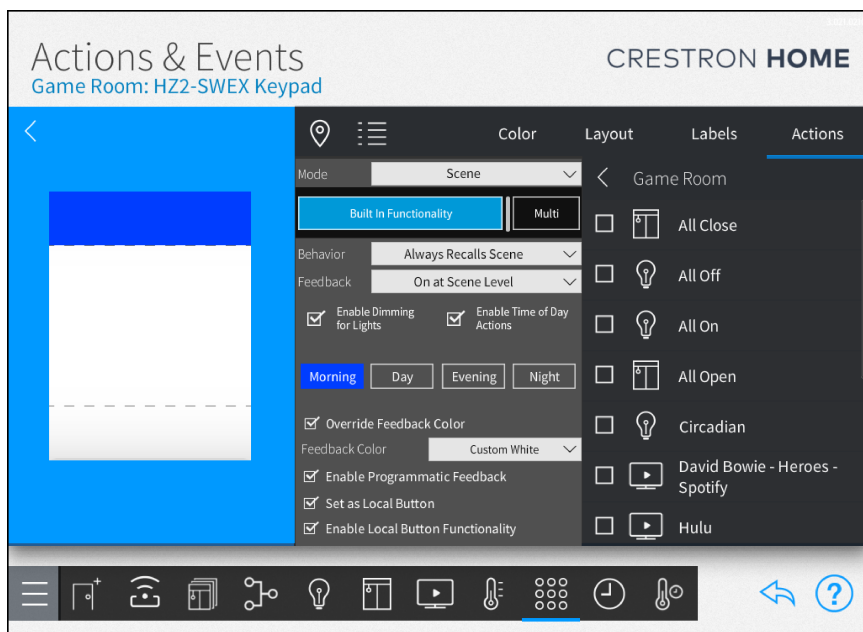 Actions & Events
CRESTRON HOME
Game Room: HZ2-SWEX Keypad
Color
Layout
Labels
Actions
Mode
Scene
Built In Functionality
Multi
Behavior
Always Recalls Scene
Feedback
On at Scene Level
Enable Dimming
for Lights
Enable Time of Day
Actions
Morning
Day
Evening
Night
Override Feedback Color
Feedback Color
Custom White
Enable Programmatic Feedback
Set as Local Button
Enable Local Button Functionality
Game Room
All Close
All Off
All On
All Open
Circadian
David Bowie - Heroes -
Spotify
Hulu
?